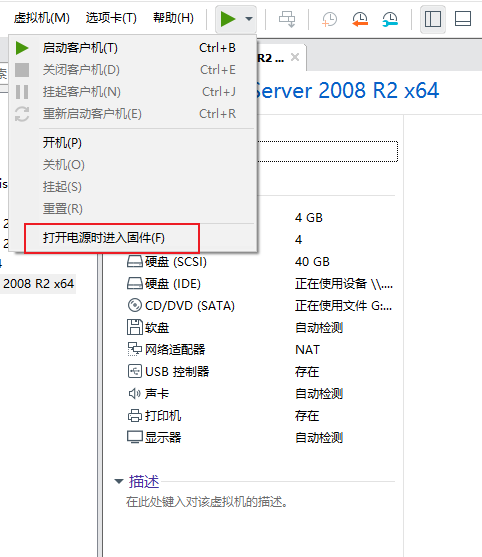 虚拟机(M) 选项卡(T) 帮助(H)
启动客户机(T) Ctrl+B
关闭客户机(D) Ctrl+E
挂起客户机(N) Ctrl+J
重新启动客户机(E) Ctrl+R
开机(P)
关机(O)
挂起(S)
重置(R)
打开电源时进入固件(F)
R2 ...
Server 2008 R2 x64
索
is
2
2
4
2008 R2 x64
4 GB
4
硬盘 (SCSI) 40 GB
硬盘 (IDE) 正在使用设备 \\....
CD/DVD (SATA) 正在使用文件 G:...
软盘 自动检测
网络适配器 NAT
USB 控制器 存在
声卡 自动检测
打印机 存在
显示器 自动检测
描述
在此处键入对该虚拟机的描述。